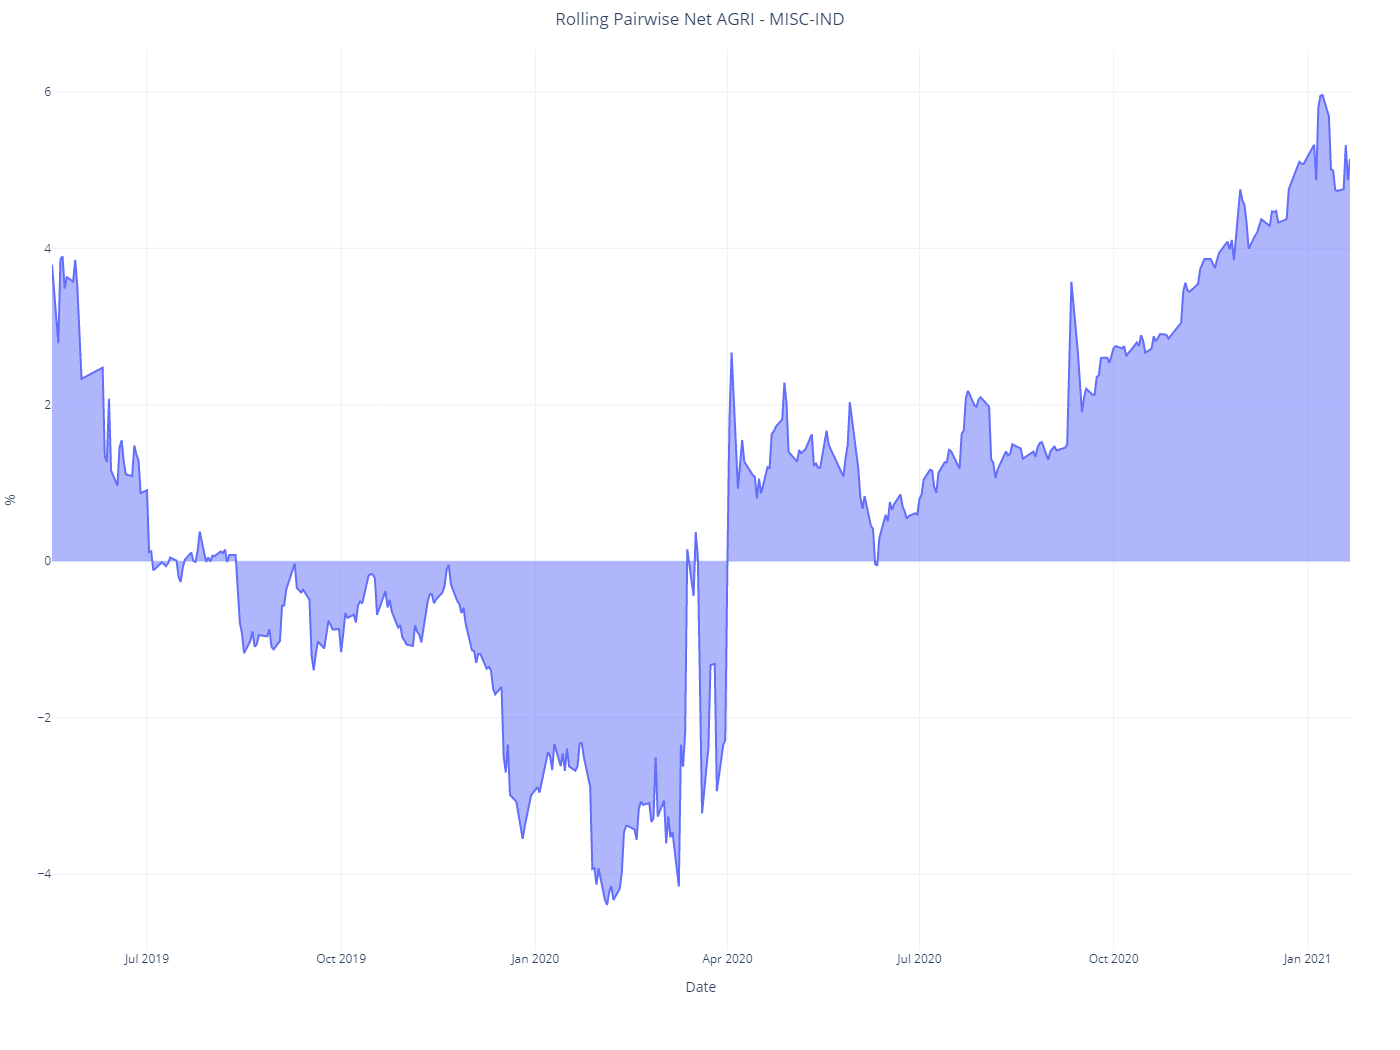 Rolling Pairwise Net AGRI - MISC-IND
6
4
2
0
−2
−4
%
Jul 2019
Oct 2019
Jan 2020
Apr 2020
Jul 2020
Oct 2020
Jan 2021
Date